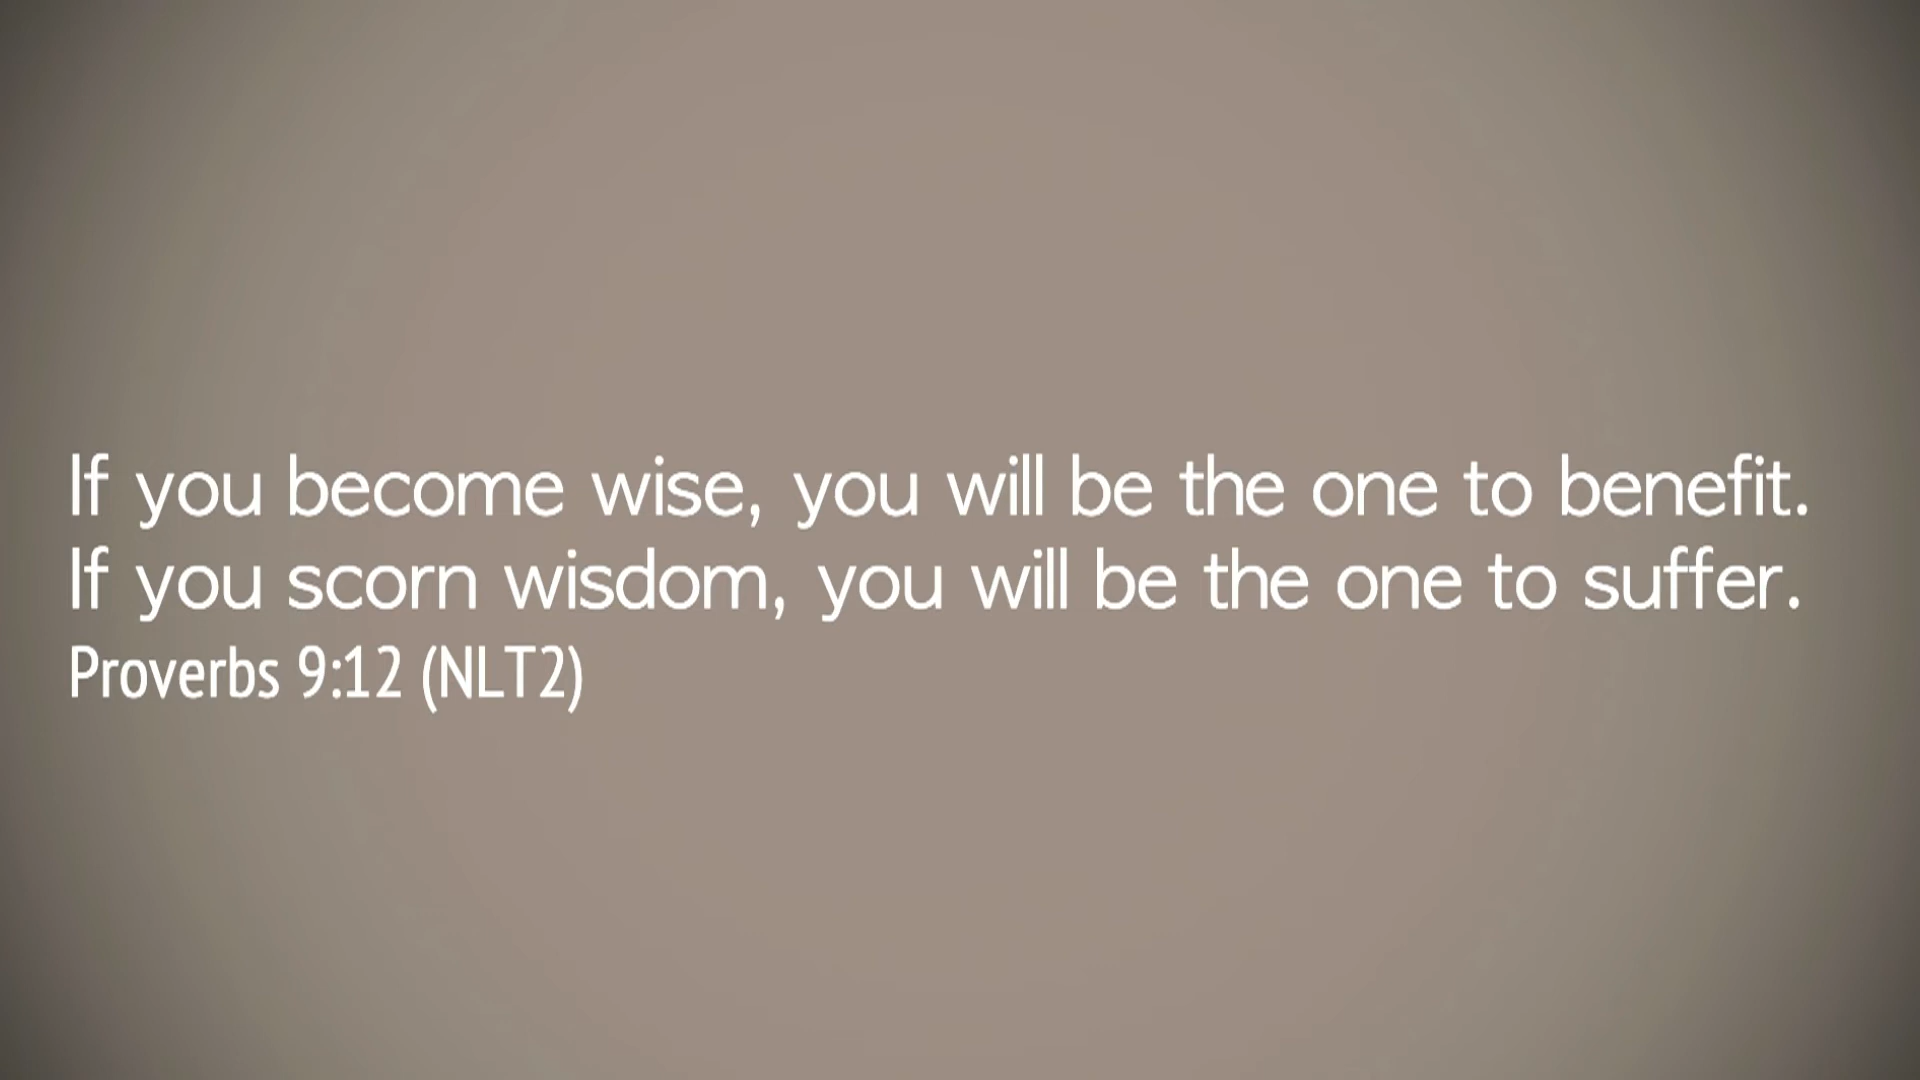 If you become wise, you will be the one to benefit.
If you scorn wisdom, you will be the one to suffer.
Proverbs 9:12 (NLT2)